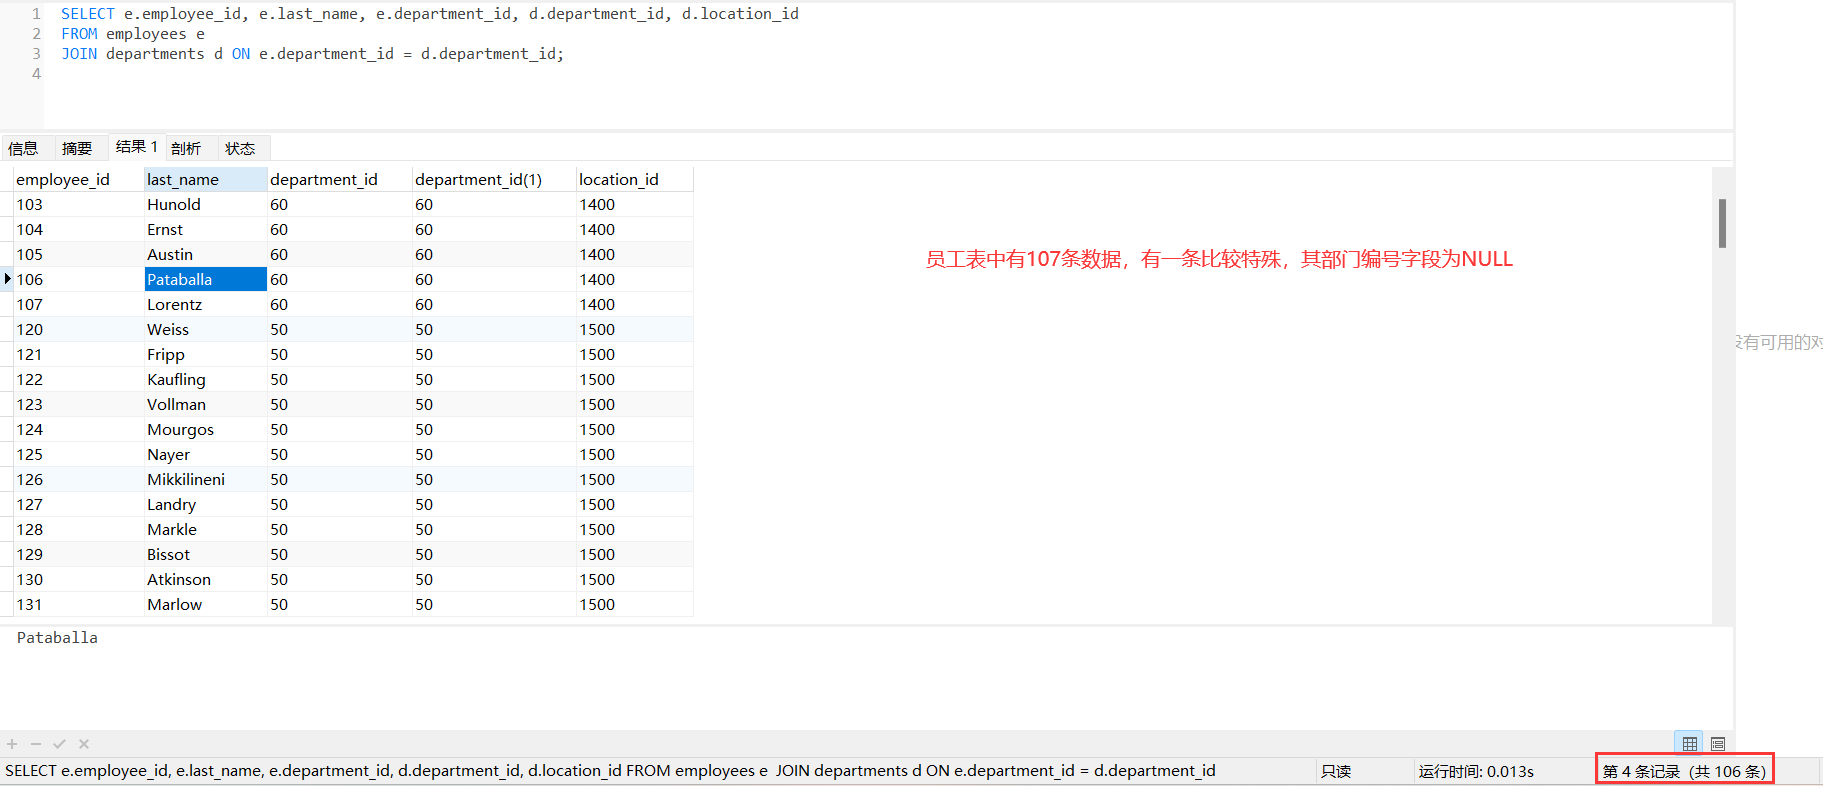 1 SELECT e.employee_id, e.last_name, e.department_id, d.department_id, d.location_id
2 FROM employees e
3 JOIN departments d ON e.department_id = d.department_id;
4
信息 摘要 结果 1 剖析 状态
employee_id last_name department_id department_id(1) location_id
103 Hunold 60 60 1400
104 Ernst 60 60 1400
105 Austin 60 60 1400
106 Pataballa 60 60 1400
107 Lorentz 60 60 1400
120 Weiss 50 50 1500
121 Fripp 50 50 1500
122 Kaufling 50 50 1500
123 Vollman 50 50 1500
124 Mourgos 50 50 1500
125 Nayer 50 50 1500
126 Mikkilineni 50 50 1500
127 Landry 50 50 1500
128 Markle 50 50 1500
129 Bissot 50 50 1500
130 Atkinson 50 50 1500
131 Marlow 50 50 1500
员工表中有107条数据，有一条比较特殊，其部门编号字段为NULL
有可用的对
Pataballa
SELECT e.employee_id, e.last_name, e.department_id, d.department_id, d.location_id FROM employees e  JOIN departments d ON e.department_id = d.department_id 只读 运行时间: 0.013s 第 4 条记录（共 106 条）